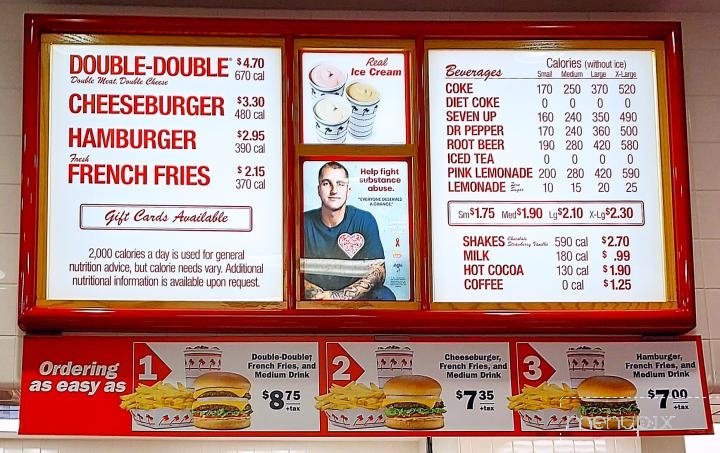 DOUBLE-DOUBLE® $4.70
Double Meat, Double Cheese 670 cal
CHEESEBURGER $3.30
480 cal
HAMBURGER $2.95
390 cal
Fresh
FRENCH FRIES $2.15
370 cal
Gift Cards Available
2,000 calories a day is used for general
nutrition advice, but calorie needs vary. Additional
nutritional information is available upon request.
Real
Ice Cream
Help fight
substance
abuse.
"EVERYONE DESERVES
A CHANCE."
Calories (without ice)
Beverages Small Medium Large X-Large
COKE 170 250 370 520
DIET COKE 0 0 0 0
SEVEN UP 160 240 350 490
DR PEPPER 170 240 360 500
ROOT BEER 190 280 420 580
ICED TEA 0 0 0 0
PINK LEMONADE 200 280 420 590
LEMONADE Zero Sugar 10 15 20 25
Sm$1.75 Med$1.90 Lg$2.10 X-Lg$2.30
SHAKES Chocolate Strawberry Vanilla 590 cal $2.70
MILK 180 cal $.99
HOT COCOA 130 cal $1.90
COFFEE 0 cal $1.25
Ordering
as easy as
1
Double-Double,
French Fries, and
Medium Drink
$8.75
+tax
2
Cheeseburger,
French Fries, and
Medium Drink
$7.35
+tax
3
Hamburger,
French Fries, and
Medium Drink
$7.00
+tax
menupix